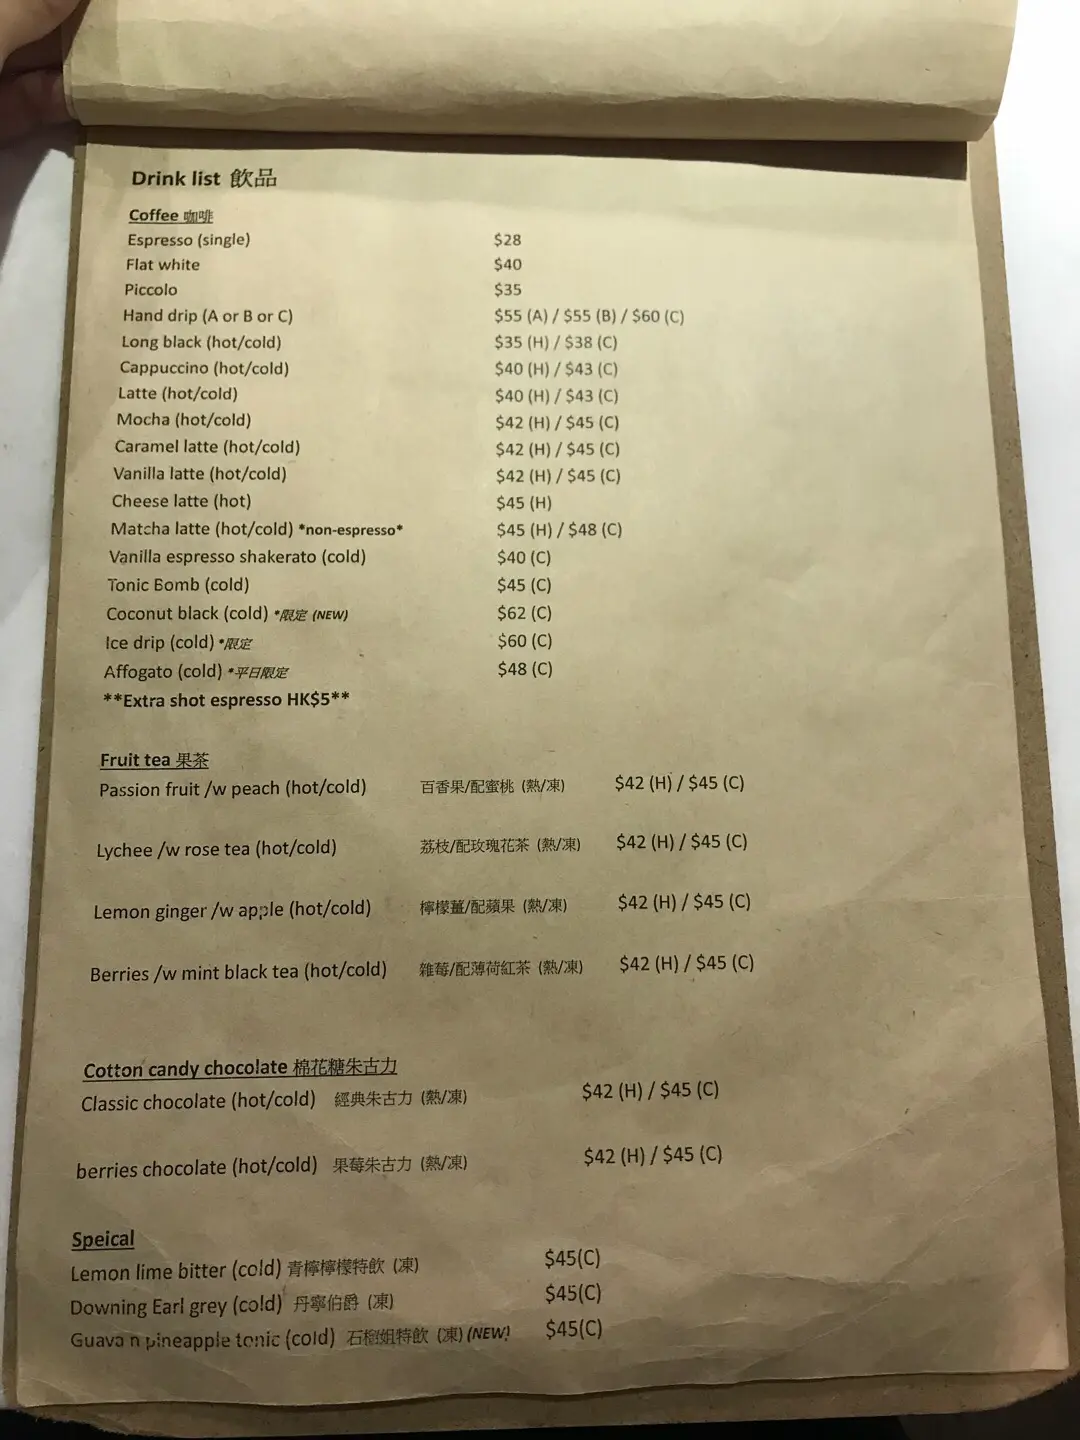 Drink list 飲品
Coffee 咖啡
Espresso (single) $28
Flat white $40
Piccolo $35
Hand drip (A or B or C) $55 (A) / $55 (B) / $60 (C)
Long black (hot/cold) $35 (H) / $38 (C)
Cappuccino (hot/cold) $40 (H) / $43 (C)
Latte (hot/cold) $40 (H) / $43 (C)
Mocha (hot/cold) $42 (H) / $45 (C)
Caramel latte (hot/cold) $42 (H) / $45 (C)
Vanilla latte (hot/cold) $42 (H) / $45 (C)
Cheese latte (hot) $45 (H)
Matcha latte (hot/cold) *non-espresso* $45 (H) / $48 (C)
Vanilla espresso shakerato (cold) $40 (C)
Tonic Bomb (cold) $45 (C)
Coconut black (cold) *限定 (NEW) $62 (C)
Ice drip (cold) *限定 $60 (C)
Affogato (cold) *平日限定 $48 (C)
**Extra shot espresso HK$5**
Fruit tea 果茶
Passion fruit /w peach (hot/cold) 百香果/配蜜桃 (熱/凍) $42 (H) / $45 (C)
Lychee /w rose tea (hot/cold) 荔枝/配玫瑰花茶 (熱/凍) $42 (H) / $45 (C)
Lemon ginger /w apple (hot/cold) 檸檬薑/配蘋果 (熱/凍) $42 (H) / $45 (C)
Berries /w mint black tea (hot/cold) 雜莓/配薄荷紅茶 (熱/凍) $42 (H) / $45 (C)
Cotton candy chocolate 棉花糖朱古力
Classic chocolate (hot/cold) 經典朱古力 (熱/凍) $42 (H) / $45 (C)
berries chocolate (hot/cold) 果莓朱古力 (熱/凍) $42 (H) / $45 (C)
Speical
Lemon lime bitter (cold) 青檸檸檬特飲 (凍) $45(C)
Downing Earl grey (cold) 丹寧伯爵 (凍) $45(C)
Guava n pineapple tonic (cold) 石榴姐特飲 (凍) (NEW!) $45(C)